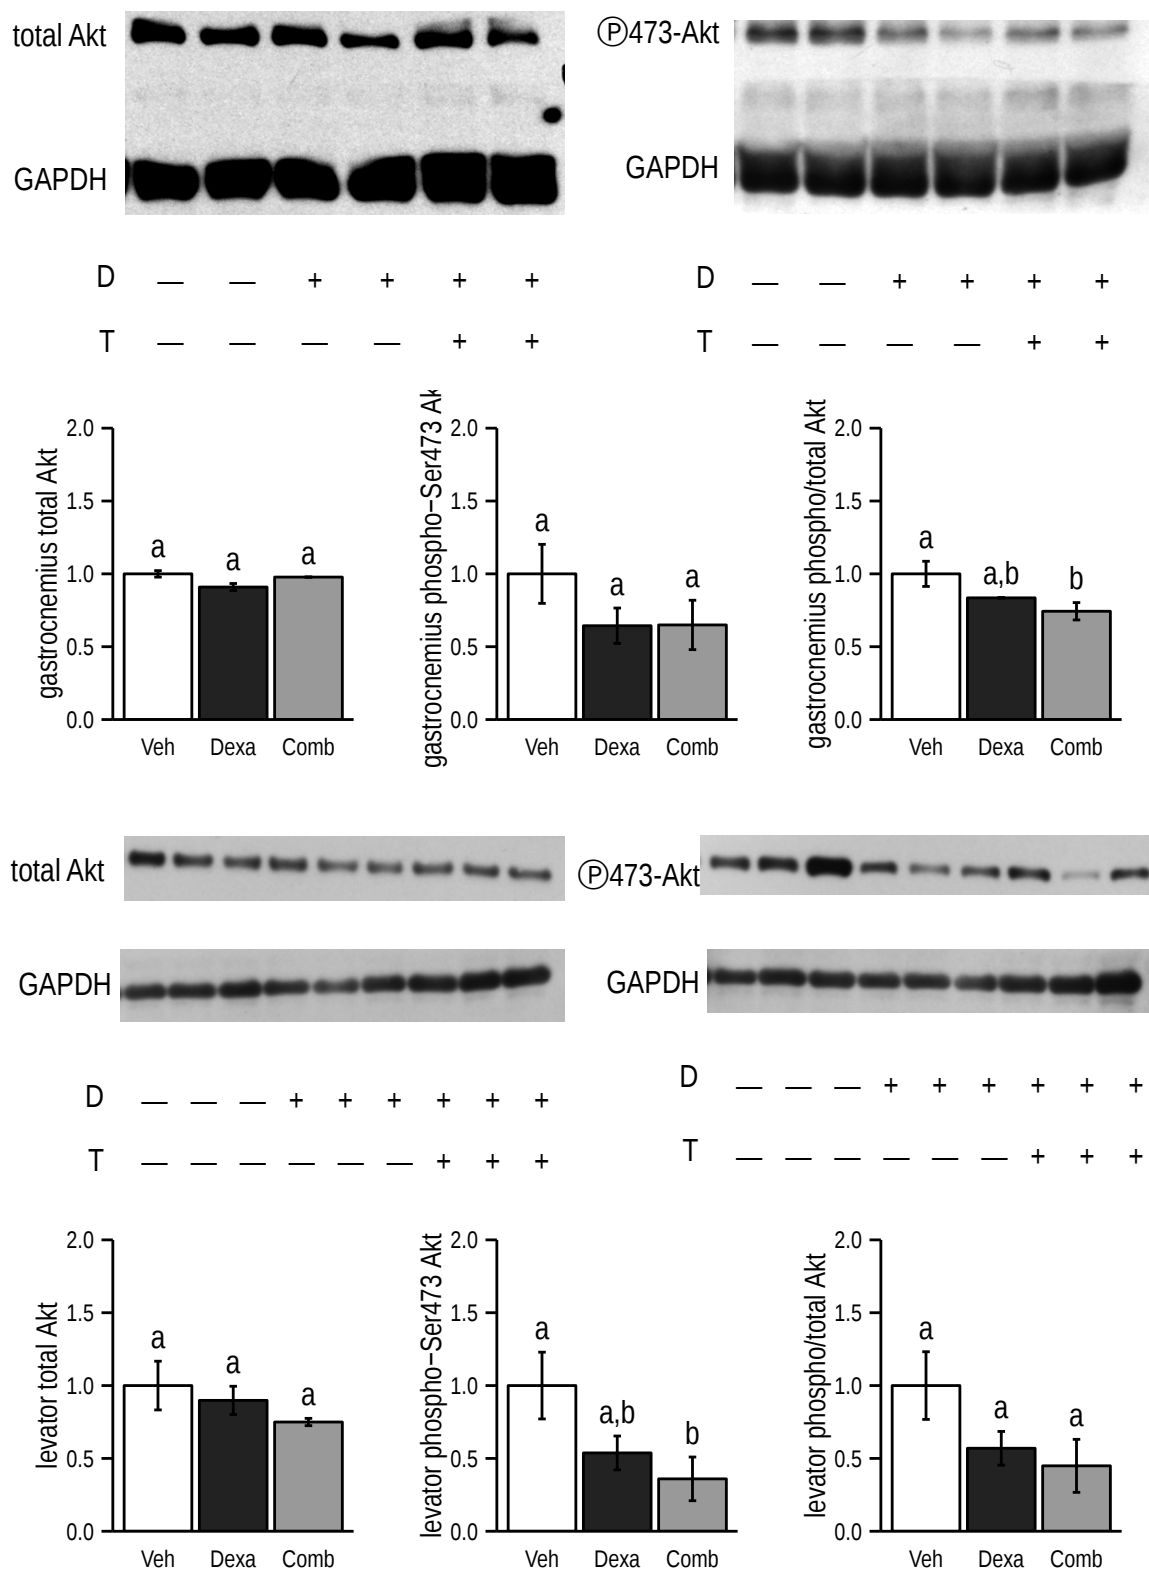 total Akt
Ⓟ473-Akt
GAPDH
GAPDH
D — — + + + +
T — — — — + +
D — — + + + +
T — — — — + +
gastrocnemius total Akt
2.0
1.5
1.0
0.5
0.0
a
a
a
Veh Dexa Comb
gastrocnemius phospho−Ser473 Ak
2.0
1.5
1.0
0.5
0.0
a
a
a
Veh Dexa Comb
gastrocnemius phospho/total Akt
2.0
1.5
1.0
0.5
0.0
a
a,b
b
Veh Dexa Comb
total Akt
Ⓟ473-Akt
GAPDH
GAPDH
D — — — + + + + + +
T — — — — — — + + +
D — — — + + + + + +
T — — — — — — + + +
levator total Akt
2.0
1.5
1.0
0.5
0.0
a
a
a
Veh Dexa Comb
levator phospho−Ser473 Akt
2.0
1.5
1.0
0.5
0.0
a
a,b
b
Veh Dexa Comb
levator phospho/total Akt
2.0
1.5
1.0
0.5
0.0
a
a
a
Veh Dexa Comb